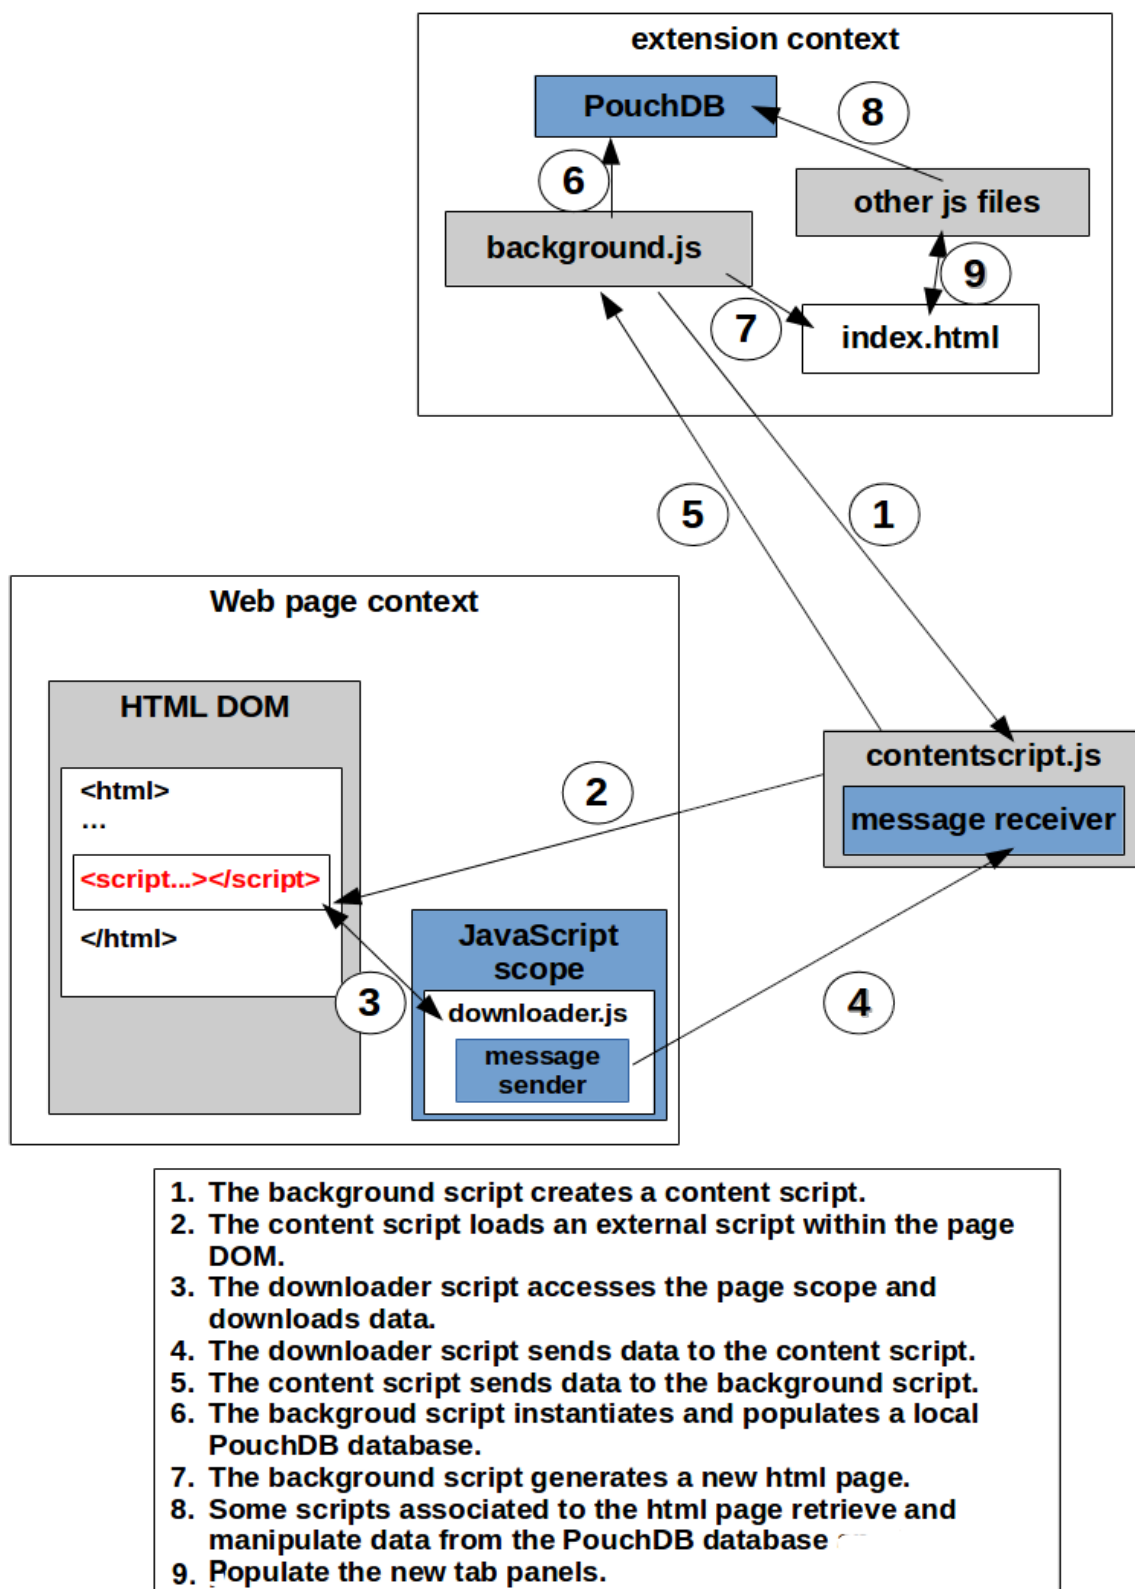 extension context
PouchDB
8
6
other js files
background.js
9
7
index.html
5
1
Web page context
HTML DOM
contentscript.js
<html>
...
2
message receiver
<script...></script>
</html>
JavaScript
scope
3
downloader.js
4
message
sender
1. The background script creates a content script.
2. The content script loads an external script within the page
DOM.
3. The downloader script accesses the page scope and
downloads data.
4. The downloader script sends data to the content script.
5. The content script sends data to the background script.
6. The backgroud script instantiates and populates a local
PouchDB database.
7. The background script generates a new html page.
8. Some scripts associated to the html page retrieve and
manipulate data from the PouchDB database
9. Populate the new tab panels.